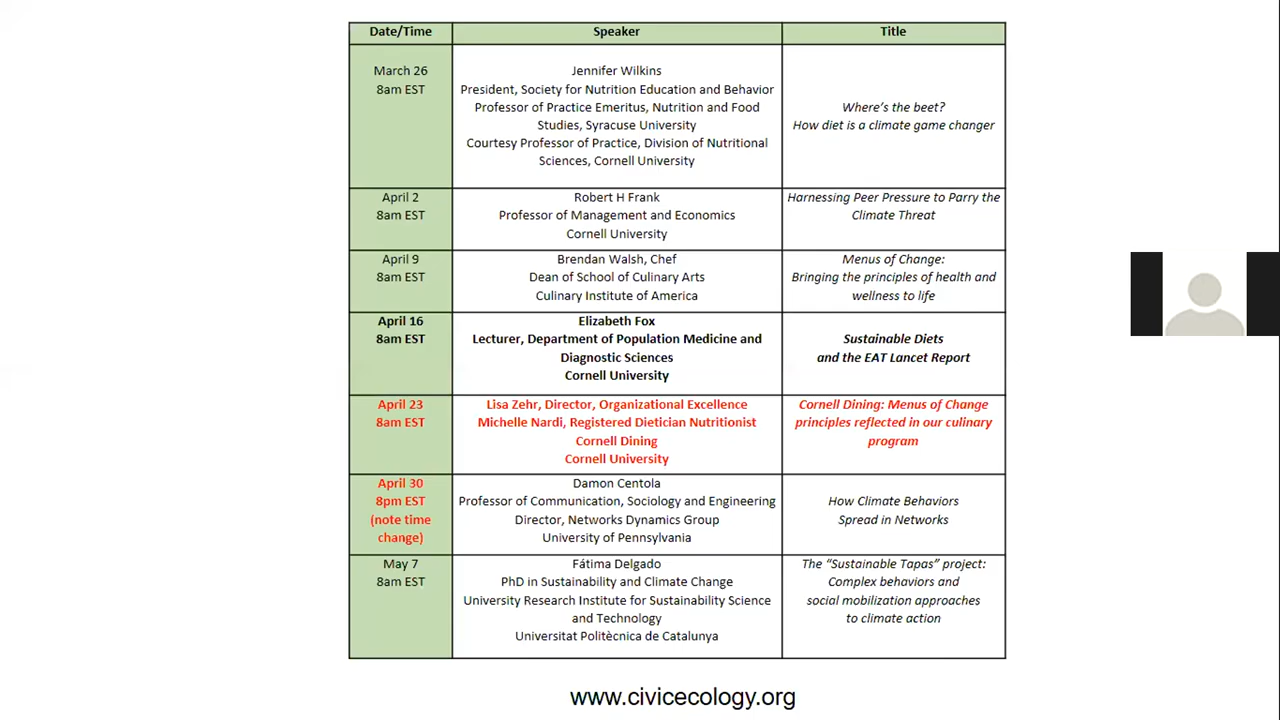 Date/Time Speaker Title
March 26
8am EST
Jennifer Wilkins
President, Society for Nutrition Education and Behavior
Professor of Practice Emeritus, Nutrition and Food
Studies, Syracuse University
Courtesy Professor of Practice, Division of Nutritional
Sciences, Cornell University
Where's the beet?
How diet is a climate game changer
April 2
8am EST
Robert H Frank
Professor of Management and Economics
Cornell University
Harnessing Peer Pressure to Parry the
Climate Threat
April 9
8am EST
Brendan Walsh, Chef
Dean of School of Culinary Arts
Culinary Institute of America
Menus of Change:
Bringing the principles of health and
wellness to life
April 16
8am EST
Elizabeth Fox
Lecturer, Department of Population Medicine and
Diagnostic Sciences
Cornell University
Sustainable Diets
and the EAT Lancet Report
April 23
8am EST
Lisa Zehr, Director, Organizational Excellence
Michelle Nardi, Registered Dietician Nutritionist
Cornell Dining
Cornell University
Cornell Dining: Menus of Change
principles reflected in our culinary
program
April 30
8pm EST
(note time
change)
Damon Centola
Professor of Communication, Sociology and Engineering
Director, Networks Dynamics Group
University of Pennsylvania
How Climate Behaviors
Spread in Networks
May 7
8am EST
Fátima Delgado
PhD in Sustainability and Climate Change
University Research Institute for Sustainability Science
and Technology
Universitat Politècnica de Catalunya
The “Sustainable Tapas” project:
Complex behaviors and
social mobilization approaches
to climate action
www.civicecology.org